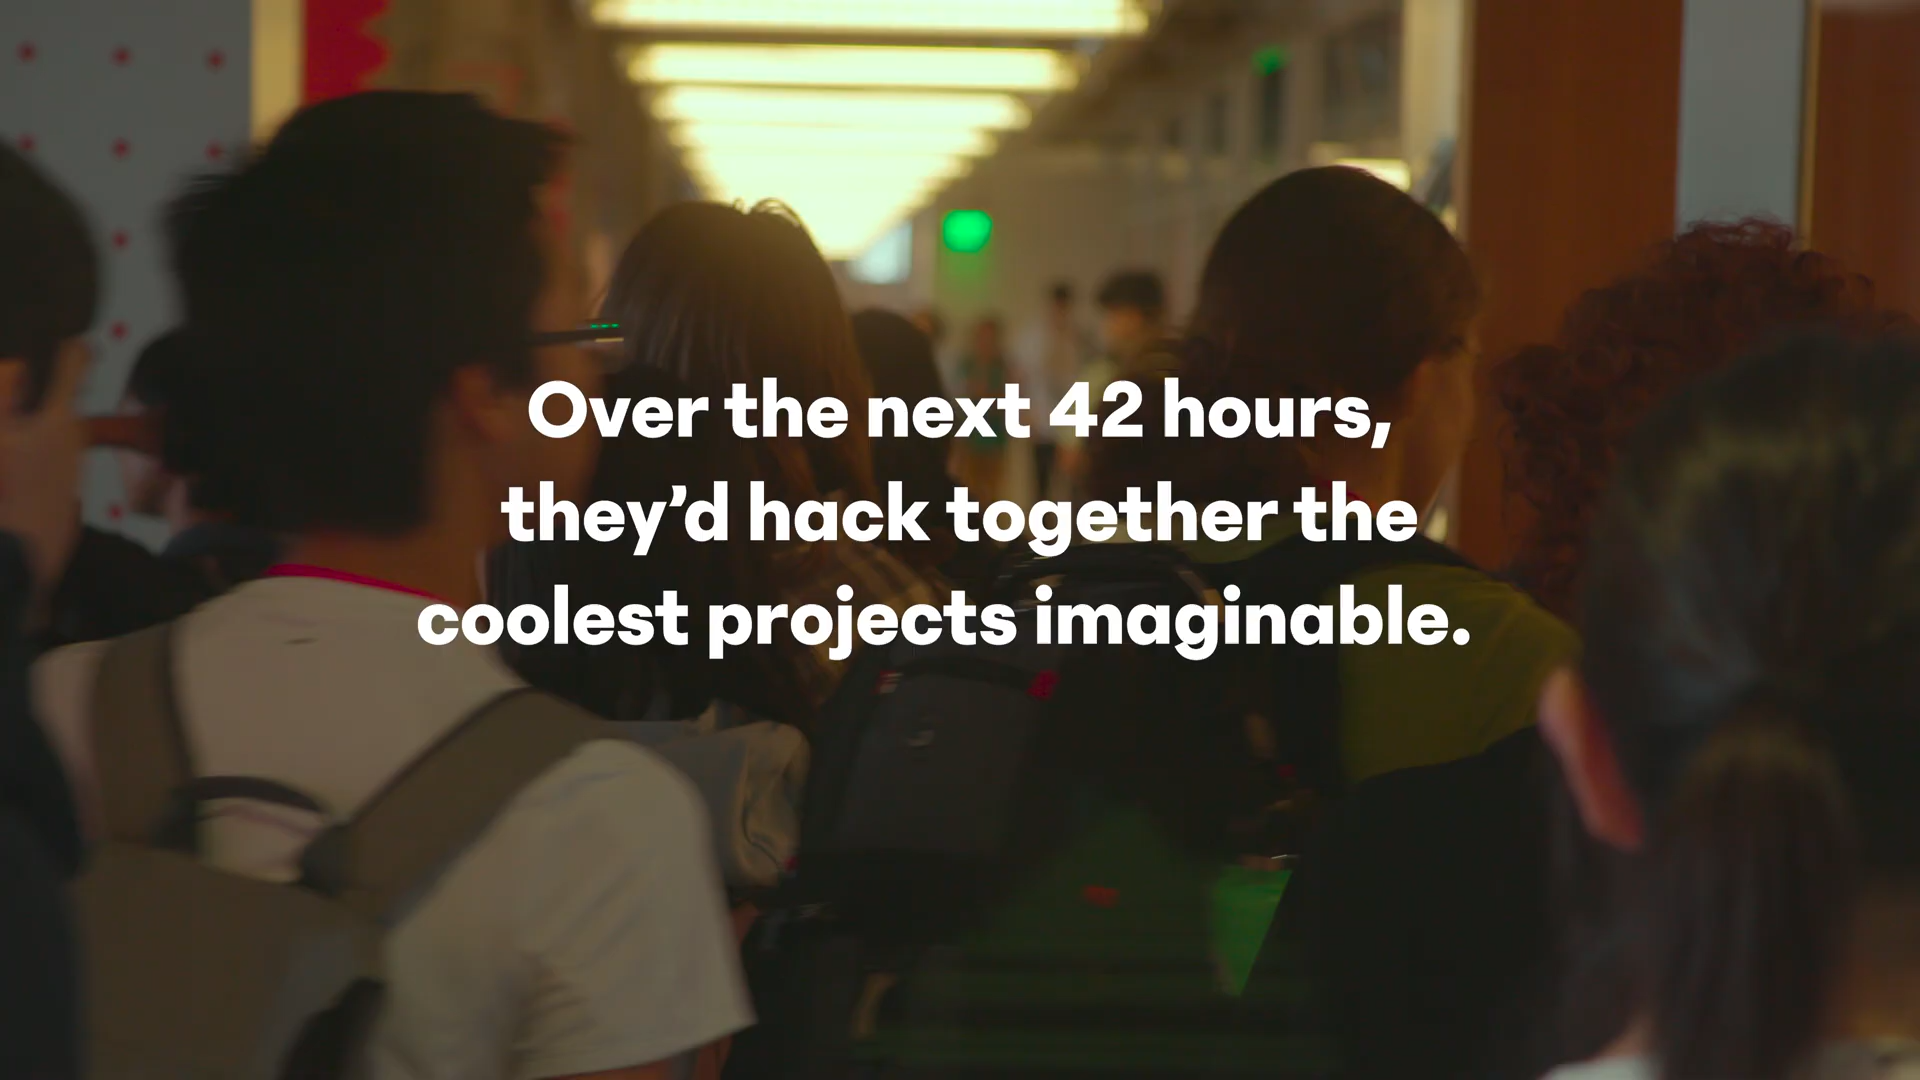 Over the next 42 hours,
they’d hack together the
coolest projects imaginable.